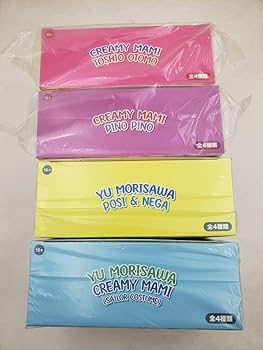 15+
CREAMY MAMI
TOSHIO OTOMO
全4種類
15+
CREAMY MAMI
PINO PINO
全4種類
15+
YU MORISAWA
POSI & NEGA
全4種類
15+
YU MORISAWA
CREAMY MAMI
(SAILOR COSTUME)
全4種類